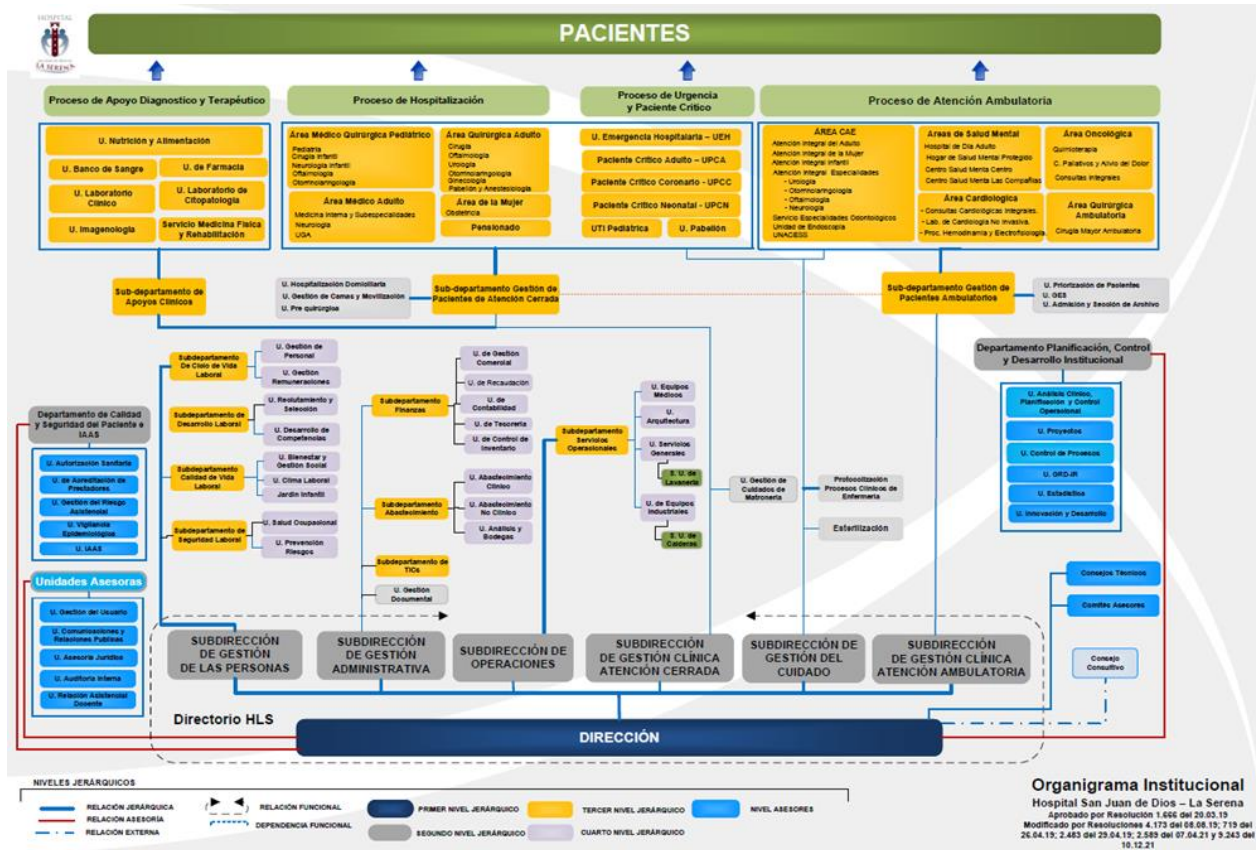 HOSPITAL
LA SERENA
PACIENTES
Proceso de Apoyo Diagnostico y Terapéutico
Proceso de Hospitalización
Proceso de Urgencia
y Paciente Crítico
Proceso de Atención Ambulatoria
U. Nutrición y Alimentación
U. Banco de Sangre
U. de Farmacia
U. Laboratorio
Clínico
U. Laboratorio de
Citopatología
U. Imagenología
Servicio Medicina Física
y Rehabilitación
Área Médico Quirúrgica Pediátrico
Pediatría
Cirugía Infantil
Neurología Infantil
Oftalmología
Otorrinolaringología
Área Médico Adulto
Medicina Interna y Subespecialidades
Neurología
UGA
Área Quirúrgica Adulto
Cirugía
Oftalmología
Urología
Otorrinolaringología
Ginecología
Pabellón y Anestesiología
Área de la Mujer
Obstetricia
Pensionado
U. Emergencia Hospitalaria – UEH
Paciente Crítico Adulto – UPCA
Paciente Crítico Coronario - UPCC
Paciente Crítico Neonatal - UPCN
UTI Pediátrica
U. Pabellón
ÁREA CAE
Atención Integral del Adulto
Atención Integral de la Mujer
Atención Integral Infantil
Atención Integral Especialidades
- Urología
- Otorrinolaringología
- Oftalmología
- Neurología
Servicio Especialidades Odontológicas
Unidad de Endoscopía
UNACESS
Areas de Salud Mental
Hospital de Día Adulto
Hogar de Salud Mental Protegido
Centro Salud Menta Centro
Centro Salud Menta Las Compañías
Área Cardiológica
- Consultas Cardiológicas Integrales.
- Lab. de Cardiología No Invasiva.
- Proc. Hemodinamia y Electrofisiología.
Área Oncológica
Quimioterapia
C. Paliativos y Alivio del Dolor
Consultas Integrales
Área Quirúrgica
Ambulatoria
Cirugía Mayor Ambulatoria
Sub-departamento de
Apoyos Clínicos
U. Hospitalización Domiciliaria
U. Gestión de Camas y Movilización
U. Pre quirúrgica
Sub-departamento Gestión de
Pacientes de Atención Cerrada
Sub-departamento Gestión de
Pacientes Ambulatorios
U. Priorización de Pacientes
U. GES
U. Admisión y Sección de Archivo
Departamento de Calidad
y Seguridad del Paciente e
IAAS
U. Autorización Sanitaria
U. de Acreditación de
Prestadores
U. Gestión del Riesgo
Asistencial
U. Vigilancia
Epidemiológica
U. IAAS
Unidades Asesoras
U. Gestión del Usuario
U. Comunicaciones y
Relaciones Publicas
U. Asesoría Jurídica
U. Auditoria Interna
U. Relación Asistencial
Docente
Subdepartamento
De Ciclo de Vida
Laboral
U. Gestión de
Personal
U. Gestión
Remuneraciones
Subdepartamento
de Desarrollo Laboral
U. Reclutamiento y
Selección
U. Desarrollo de
Competencias
Subdepartamento
Calidad de Vida
Laboral
U. Bienestar y
Gestión Social
U. Clima Laboral
Jardín Infantil
Subdepartamento de
Seguridad Laboral
U. Salud Ocupacional
U. Prevención
Riesgos
Subdepartamento
Finanzas
U. de Gestión
Comercial
U. de Recaudación
U. de
Contabilidad
U. de Tesorería
U. de Control de
Inventario
Subdepartamento
Abastecimiento
U. Abastecimiento
Clínico
U. Abastecimiento
No Clínico
U. Análisis y
Bodegas
Subdepartamento de
TICs
U. Gestión
Documental
Subdepartamento
Servicios
Operacionales
U. Equipos
Médicos
U.
Arquitectura
U. Servicios
Generales
S. U. de
Lavandería
U. de Equipos
Industriales
S. U. de
Calderas
U. Gestión de
Cuidados de
Matronería
Protocolización
Procesos Clínicos de
Enfermería
Esterilización
Departamento Planificación, Control
y Desarrollo Institucional
U. Análisis Clínico,
Planificación y Control
Operacional
U. Proyectos
U. Control de Procesos
U. GRD-IR
U. Estadística
U. Innovación y Desarrollo
Consejos Técnicos
Comités Asesores
Consejo
Consultivo
SUBDIRECCIÓN
DE GESTIÓN
DE LAS PERSONAS
SUBDIRECCIÓN
DE GESTIÓN
ADMINISTRATIVA
SUBDIRECCIÓN DE
OPERACIONES
SUBDIRECCIÓN
DE GESTIÓN CLÍNICA
ATENCIÓN CERRADA
SUBDIRECCIÓN DE
GESTIÓN DEL
CUIDADO
SUBDIRECCIÓN
DE GESTIÓN CLÍNICA
ATENCIÓN AMBULATORIA
Directorio HLS
DIRECCIÓN
NIVELES JERÁRQUICOS
RELACIÓN JERÁRQUICA
RELACIÓN ASESORÍA
RELACIÓN EXTERNA
RELACIÓN FUNCIONAL
DEPENDENCIA FUNCIONAL
PRIMER NIVEL JERÁRQUICO
SEGUNDO NIVEL JERÁRQUICO
TERCER NIVEL JERÁRQUICO
CUARTO NIVEL JERÁRQUICO
NIVEL ASESORES
Organigrama Institucional
Hospital San Juan de Dios – La Serena
Aprobado por Resolución 1.666 del 20.03.19
Modificado por Resoluciones 4.173 del 08.08.19; 719 del
26.04.19; 2.483 del 29.04.19; 2.589 del 07.04.21 y 9.243 del
10.12.21